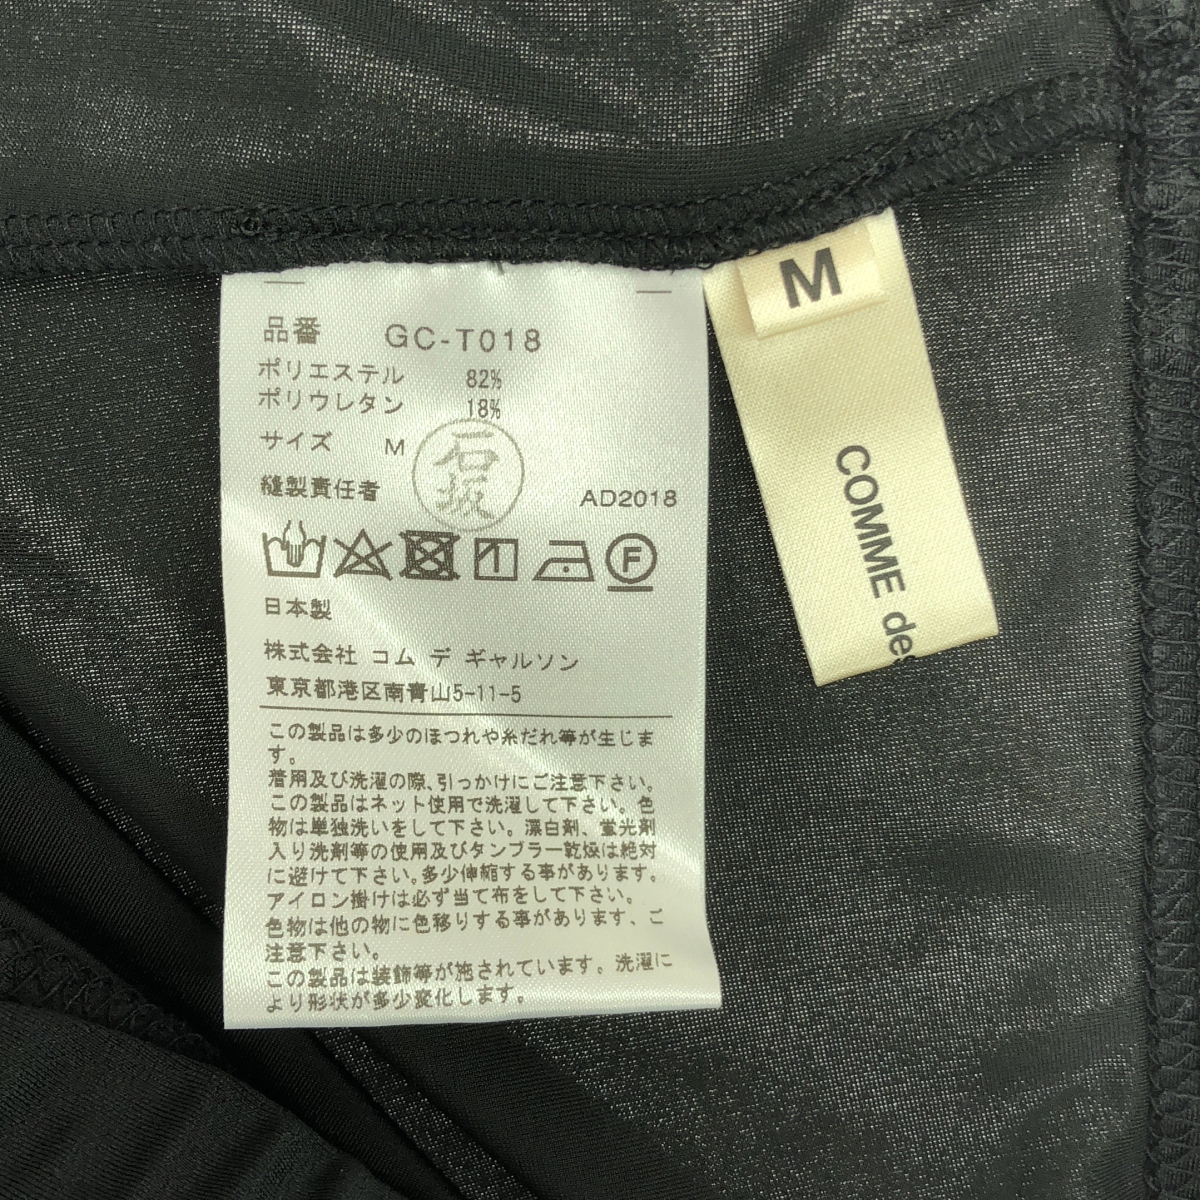 品番 GC-T018
ポリエステル 82%
ポリウレタン 18%
サイズ M
縫製責任者 石坂
AD2018
1
F
日本製
株式会社 コム デ ギャルソン
東京都港区南青山5-11-5
この製品は多少のほつれや糸だれ等が生じま
す。
着用及び洗濯の際、引っかけにご注意下さい。
この製品はネット使用で洗濯して下さい。色
物は単独洗いをして下さい。漂白剤、蛍光剤
入り洗剤等の使用及びタンブラー乾燥は絶対
に避けて下さい。多少伸縮する事があります。
アイロン掛けは必ず当て布をして下さい。
色物は他の物に色移りする事があります、ご
注意下さい。
この製品は装飾等が施されています。洗濯に
より形状が多少変化します。
M
COMME des